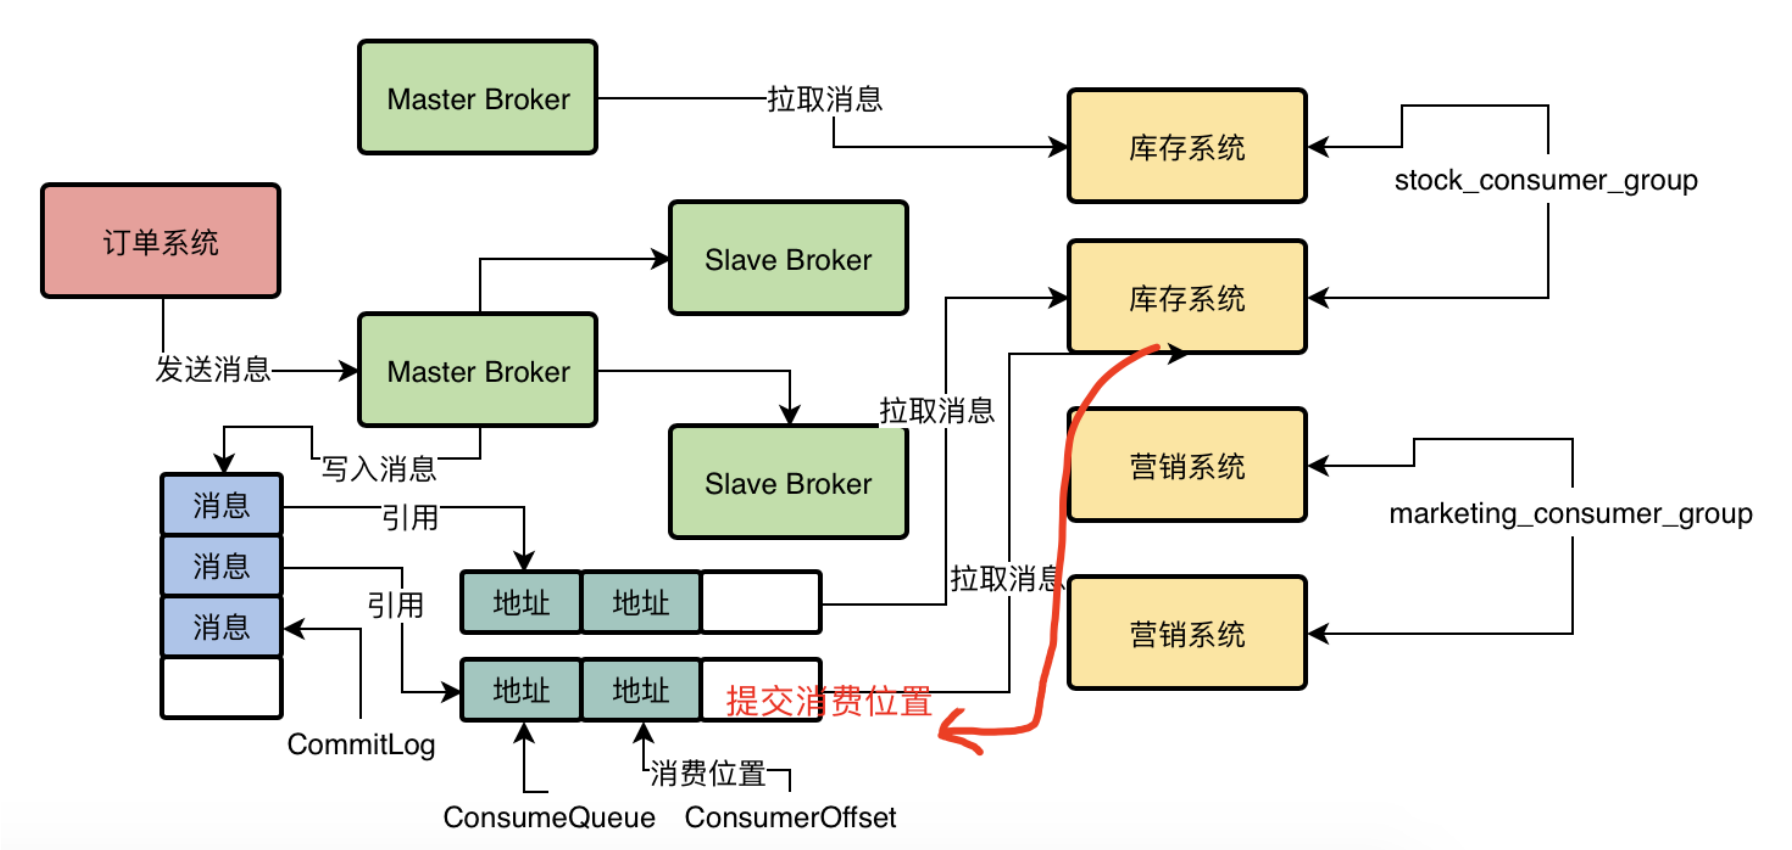 Master Broker
拉取消息
库存系统
stock_consumer_group
订单系统
Slave Broker
库存系统
发送消息
Master Broker
拉取消息
写入消息
Slave Broker
营销系统
marketing_consumer_group
消息
引用
消息
引用
地址
地址
拉取消息
消息
营销系统
地址
地址
提交消费位置
CommitLog
消费位置
ConsumeQueue
ConsumerOffset